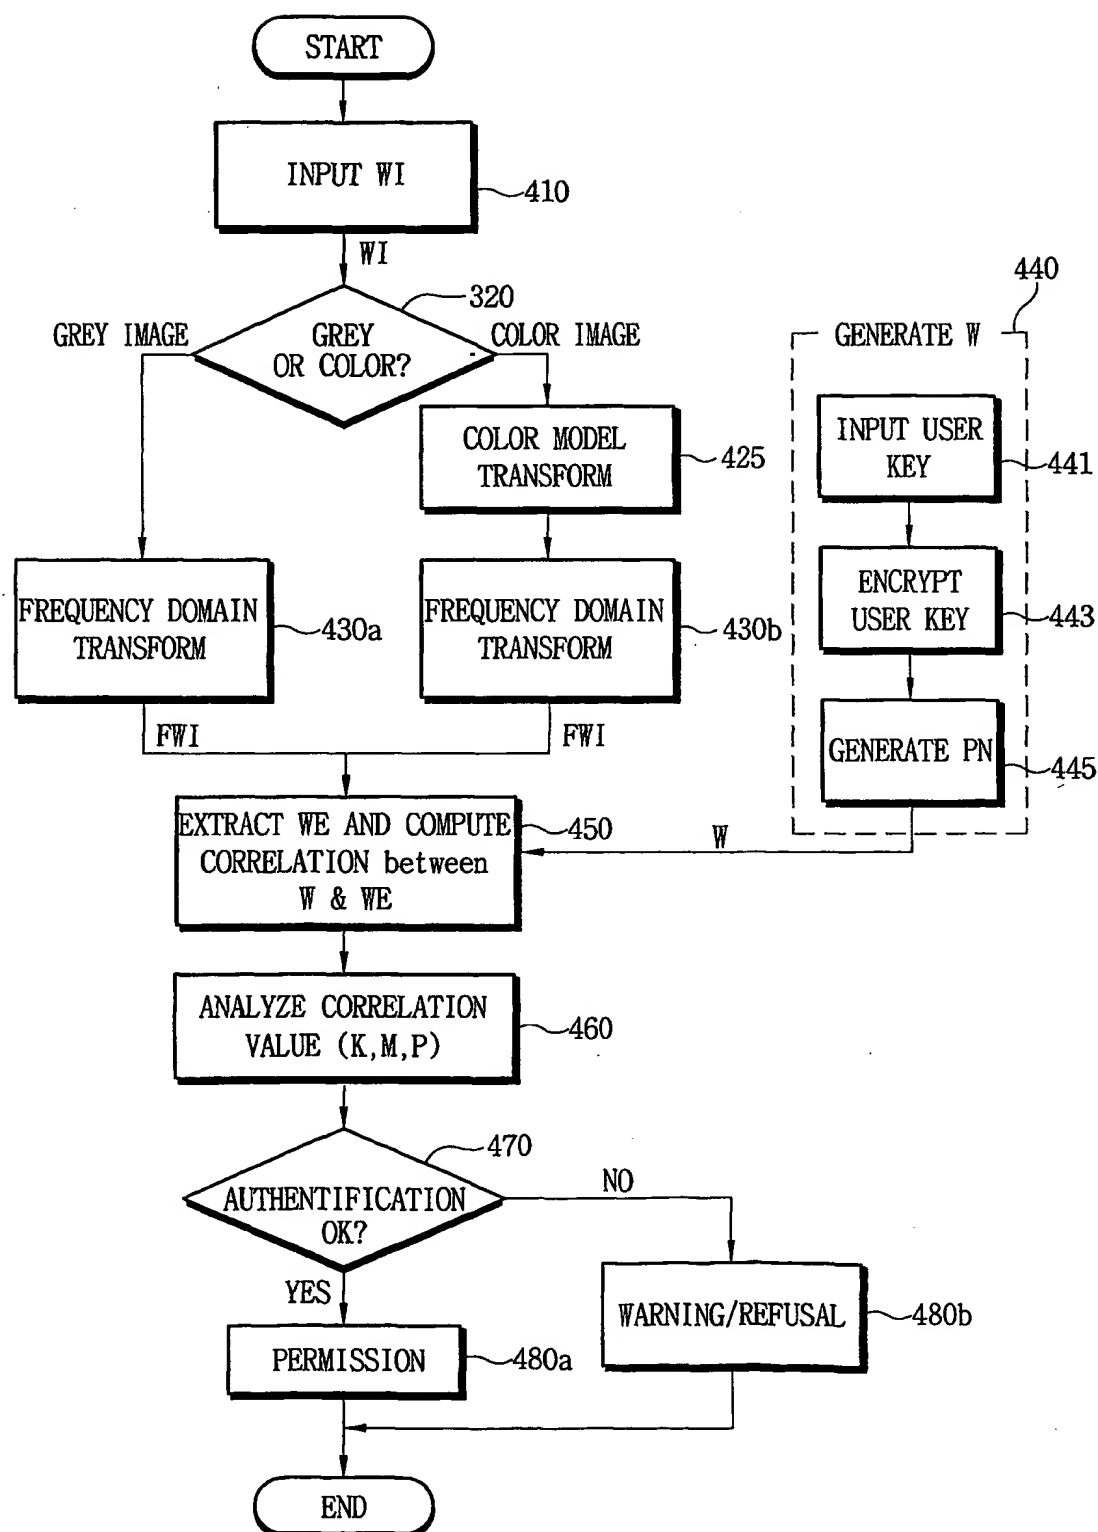 START
INPUT WI
410
WI
320
GREY IMAGE
GREY
OR COLOR?
COLOR IMAGE
440
GENERATE W
COLOR MODEL
TRANSFORM
425
INPUT USER
KEY
441
ENCRYPT
USER KEY
443
FREQUENCY DOMAIN
TRANSFORM
430a
FREQUENCY DOMAIN
TRANSFORM
430b
GENERATE PN
445
FWI
FWI
EXTRACT WE AND COMPUTE
CORRELATION between
W & WE
450
W
ANALYZE CORRELATION
VALUE (K,M,P)
460
470
AUTHENTIFICATION
OK?
NO
YES
WARNING/REFUSAL
480b
PERMISSION
480a
END